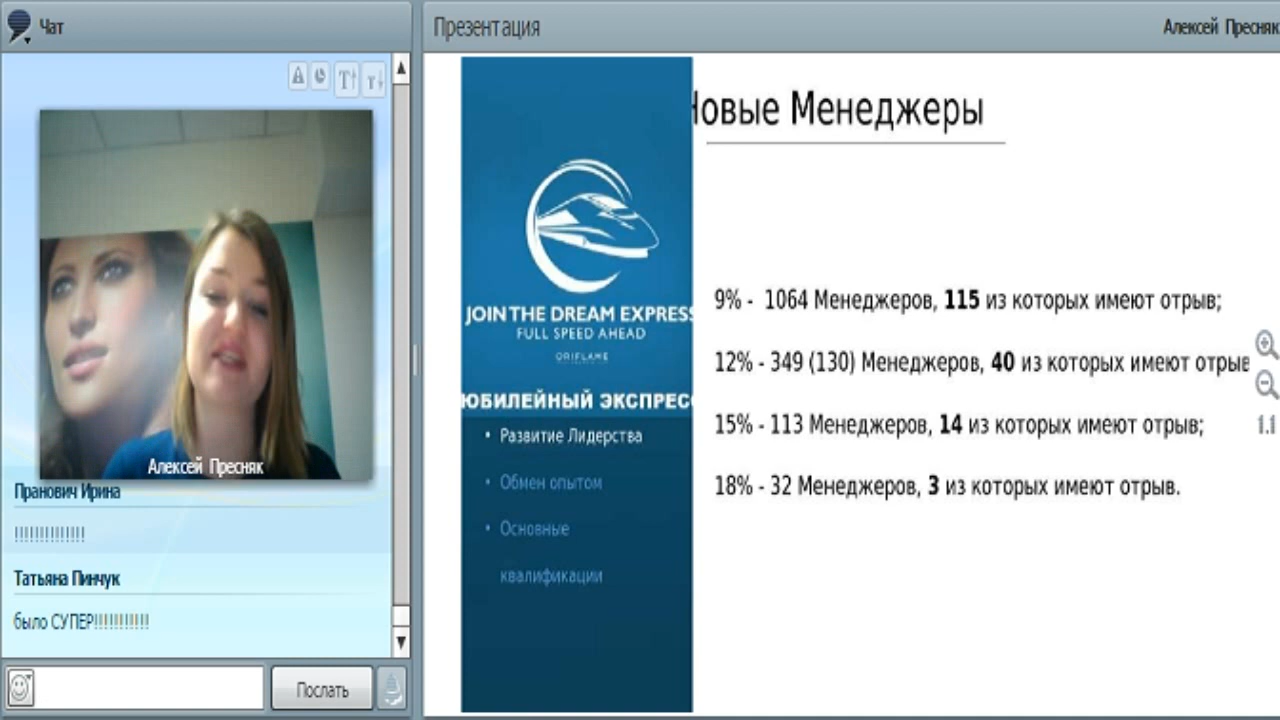 Чат
Алексей Пресняк
Пранович Ирина
!!!!!!!!!!!!!!
Татьяна Пинчук
было СУПЕР!!!!!!!!!!!
Послать
Презентация
Алексей Пресняк
JOIN THE DREAM EXPRESS
FULL SPEED AHEAD
ORIFLAME
ЮБИЛЕЙНЫЙ ЭКСПРЕСС
• Развитие Лидерства
• Обмен опытом
• Основные
квалификации
Новые Менеджеры
9% - 1064 Менеджеров, 115 из которых имеют отрыв;
12% - 349 (130) Менеджеров, 40 из которых имеют отрыв
15% - 113 Менеджеров, 14 из которых имеют отрыв;
18% - 32 Менеджеров, 3 из которых имеют отрыв.
1:1